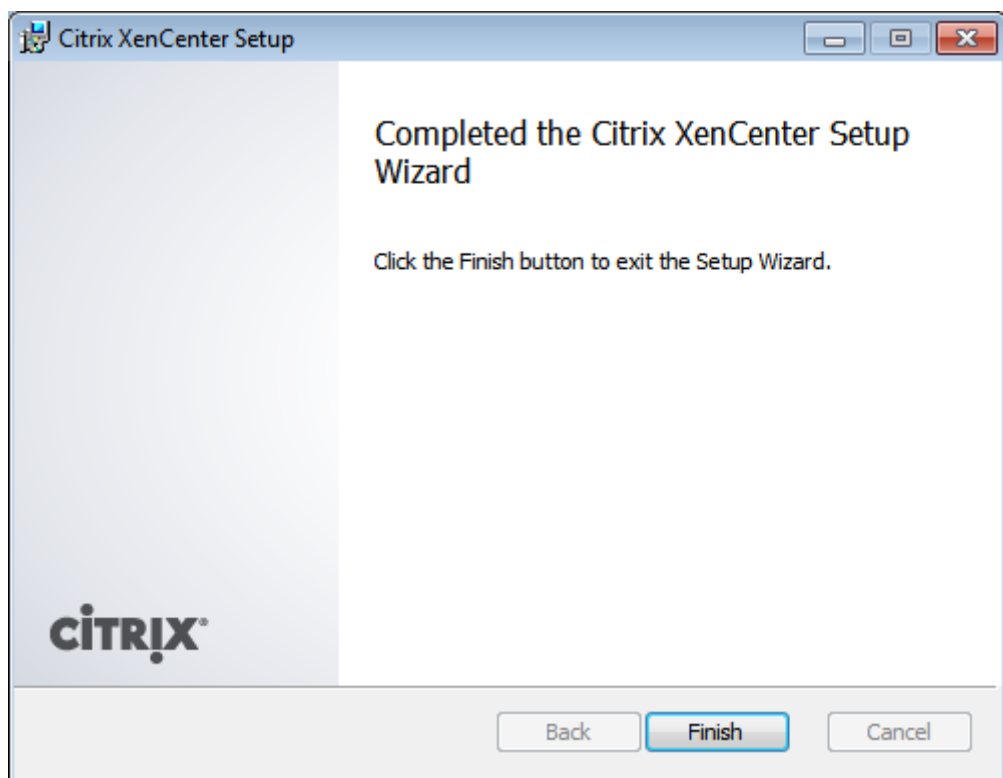 Citrix XenCenter Setup
Completed the Citrix XenCenter Setup
Wizard
Click the Finish button to exit the Setup Wizard.
CITRIX®
Back Finish Cancel